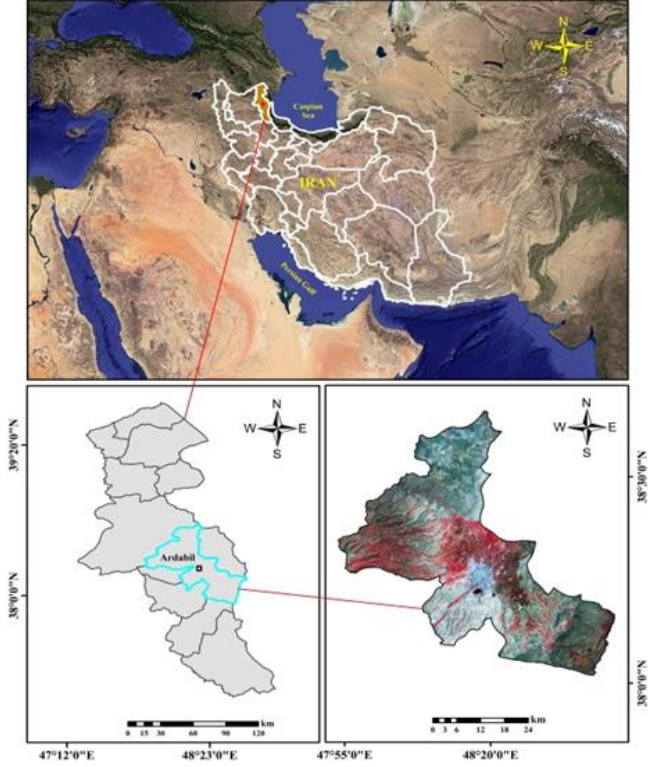 N
W E
S
Caspian
Sea
IRAN
Persian Gulf
N
W E
S
39°20'0"N
38°0'0"N
Ardabil
0 15 30 60 90 120 km
47°12'0"E 48°23'0"E
N
W E
S
38°30'0"N
38°0'0"N
0 3 6 12 18 24 km
47°55'0"E 48°20'0"E